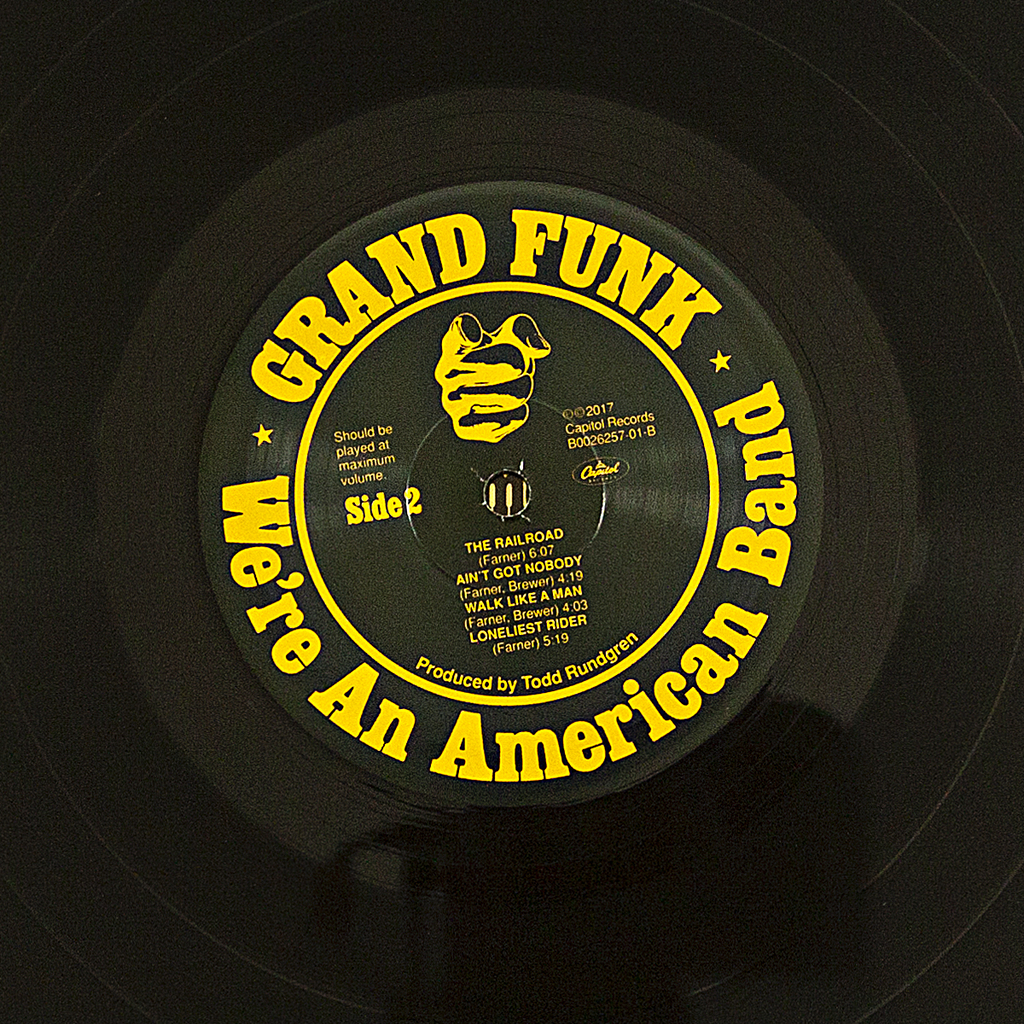 GRAND FUNK
We're An American Band
Should be
played at
maximum
volume.
Side 2
℗©2017
Capitol Records
B0026257-01-B
Capitol
THE RAILROAD
(Farner) 6:07
AIN'T GOT NOBODY
(Farner, Brewer) 4:19
WALK LIKE A MAN
(Farner, Brewer) 4:03
LONELIEST RIDER
(Farner) 5:19
Produced by Todd Rundgren